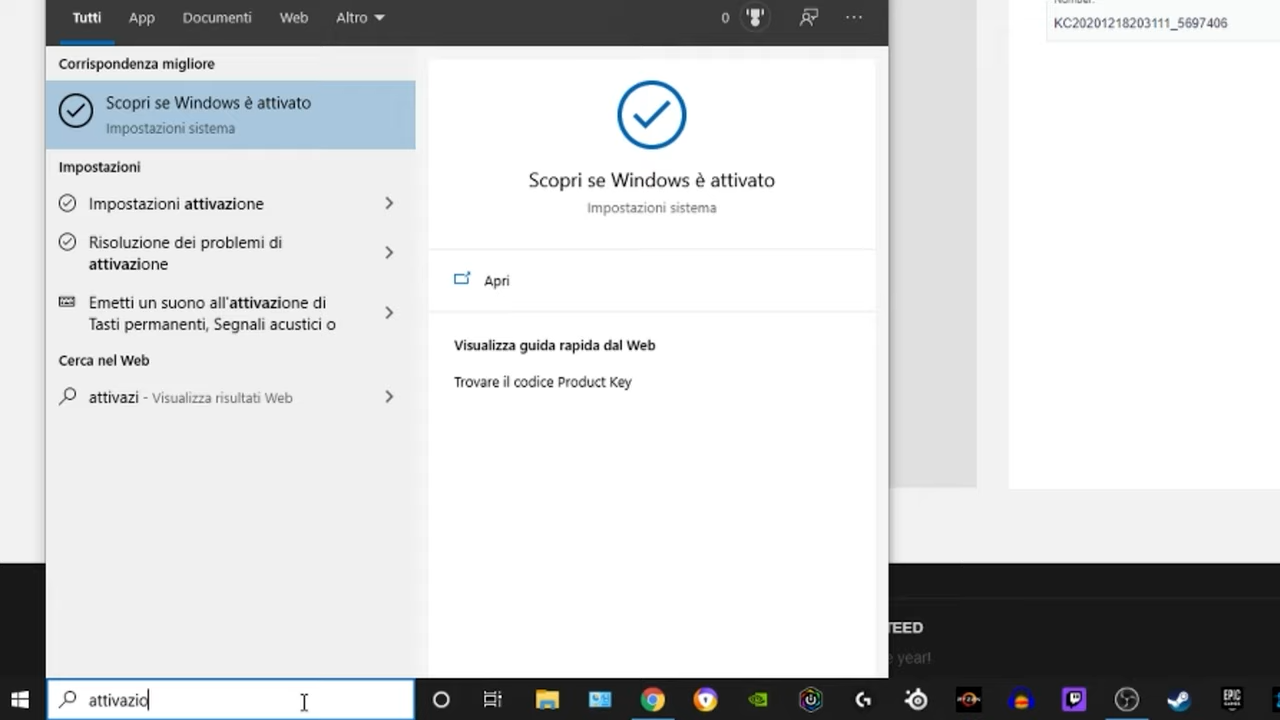 Tutti App Documenti Web Altro 0
KC20201218203111_5697406
Corrispondenza migliore
Scopri se Windows è attivato
Impostazioni sistema
Impostazioni
Impostazioni attivazione
Risoluzione dei problemi di
attivazione
Emetti un suono all'attivazione di
Tasti permanenti, Segnali acustici o
Cerca nel Web
attivazi - Visualizza risultati Web
Scopri se Windows è attivato
Impostazioni sistema
Apri
Visualizza guida rapida dal Web
Trovare il codice Product Key
TEED
year!
attivazio
EPIC
GAMES